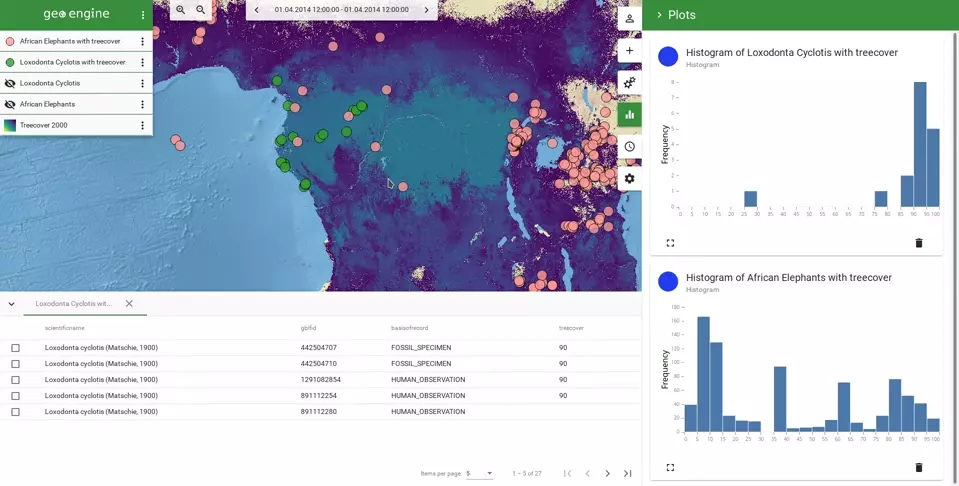 geo engine
African Elephants with treecover
Loxodonta Cyclotis with treecover
Loxodonta Cyclotis
African Elephants
Treecover 2000
01.04.2014 12:00:00 - 01.04.2014 12:00:00
Plots
Histogram of Loxodonta Cyclotis with treecover
Histogram
Frequency
8
7
6
5
4
3
2
1
0
0 5 10 15 20 25 30 35 40 45 50 55 60 65 70 75 80 85 90 95 100
Histogram of African Elephants with treecover
Histogram
Frequency
180
160
140
120
100
80
60
40
20
0
0 5 10 15 20 25 30 35 40 45 50 55 60 65 70 75 80 85 90 95 100
Loxodonta Cyclotis wit...
scientificname gbifid basisofrecord treecover
Loxodonta cyclotis (Matschie, 1900) 442504707 FOSSIL_SPECIMEN 90
Loxodonta cyclotis (Matschie, 1900) 442504710 FOSSIL_SPECIMEN 90
Loxodonta cyclotis (Matschie, 1900) 1291082854 HUMAN_OBSERVATION 90
Loxodonta cyclotis (Matschie, 1900) 891112254 HUMAN_OBSERVATION 90
Loxodonta cyclotis (Matschie, 1900) 891112280 HUMAN_OBSERVATION
Items per page: 5 1 – 5 of 27